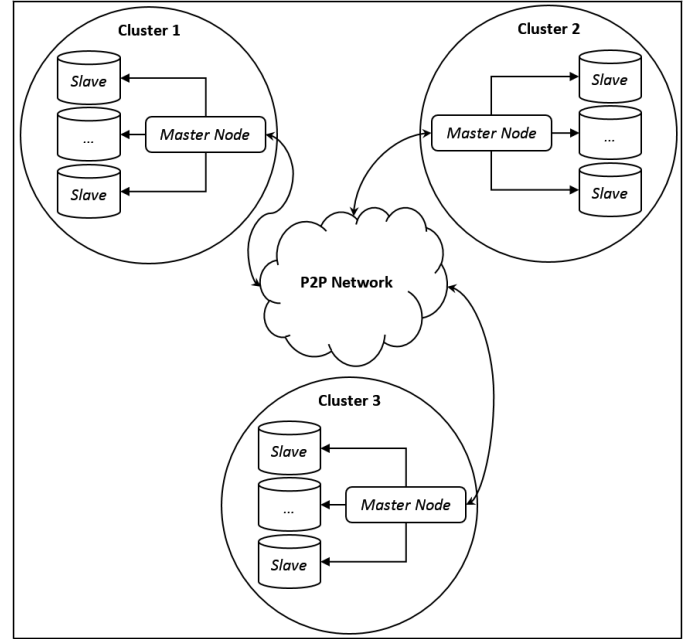 Cluster 1
Slave
...
Slave
Master Node
Cluster 2
Master Node
Slave
...
Slave
P2P Network
Cluster 3
Slave
...
Slave
Master Node